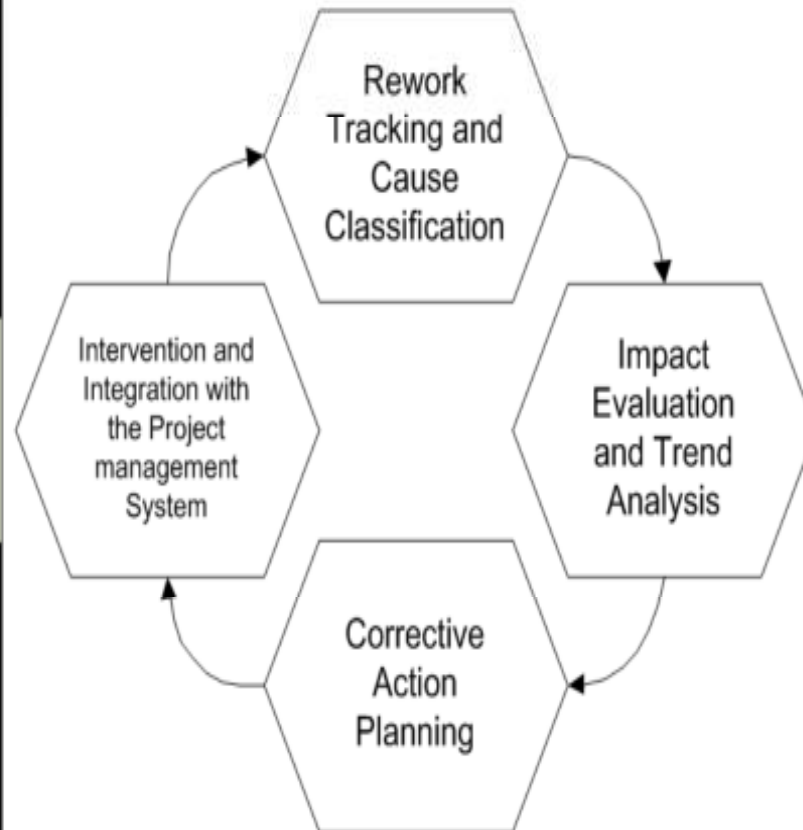 Rework
Tracking and
Cause
Classification
Impact
Evaluation
and Trend
Analysis
Corrective
Action
Planning
Intervention and
Integration with
the Project
management
System